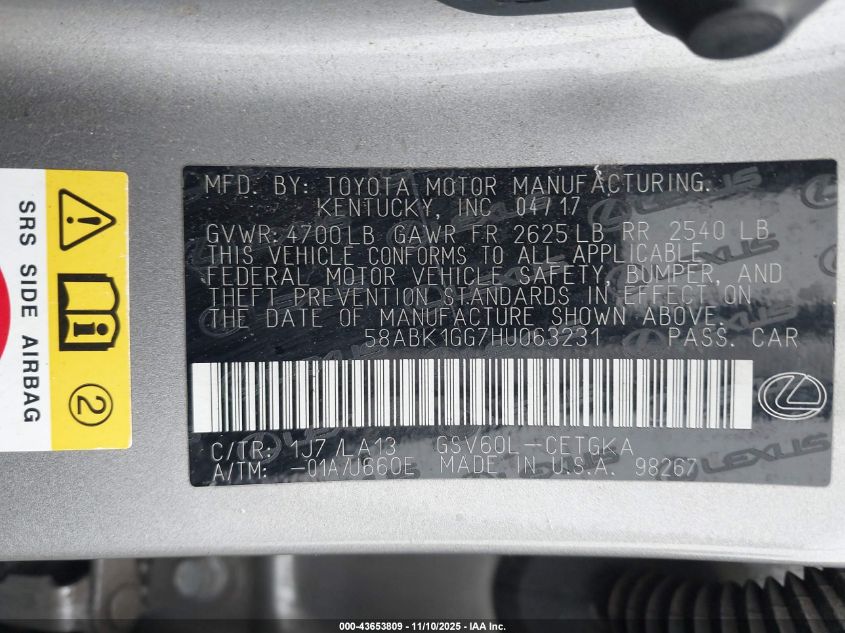 MFD. BY: TOYOTA MOTOR MANUFACTURING.
KENTUCKY, INC 04/17
GVWR: 4700LB GAWR FR 2625LB RR 2540 LB
THIS VEHICLE CONFORMS TO ALL APPLICABLE
FEDERAL MOTOR VEHICLE SAFETY, BUMPER, AND
THEFT PREVENTION STANDARDS IN EFFECT ON
THE DATE OF MANUFACTURE SHOWN ABOVE.
58ABK1GG7HU063231 PASS. CAR
C/TR: 1J7/LA13 GSV60L-CETGKA
A/TM: -01A/U660E MADE IN U.S.A. 98267
LEXUS
SRS SIDE AIRBAG
2
000-43653809 - 11/10/2025 - IAA Inc.